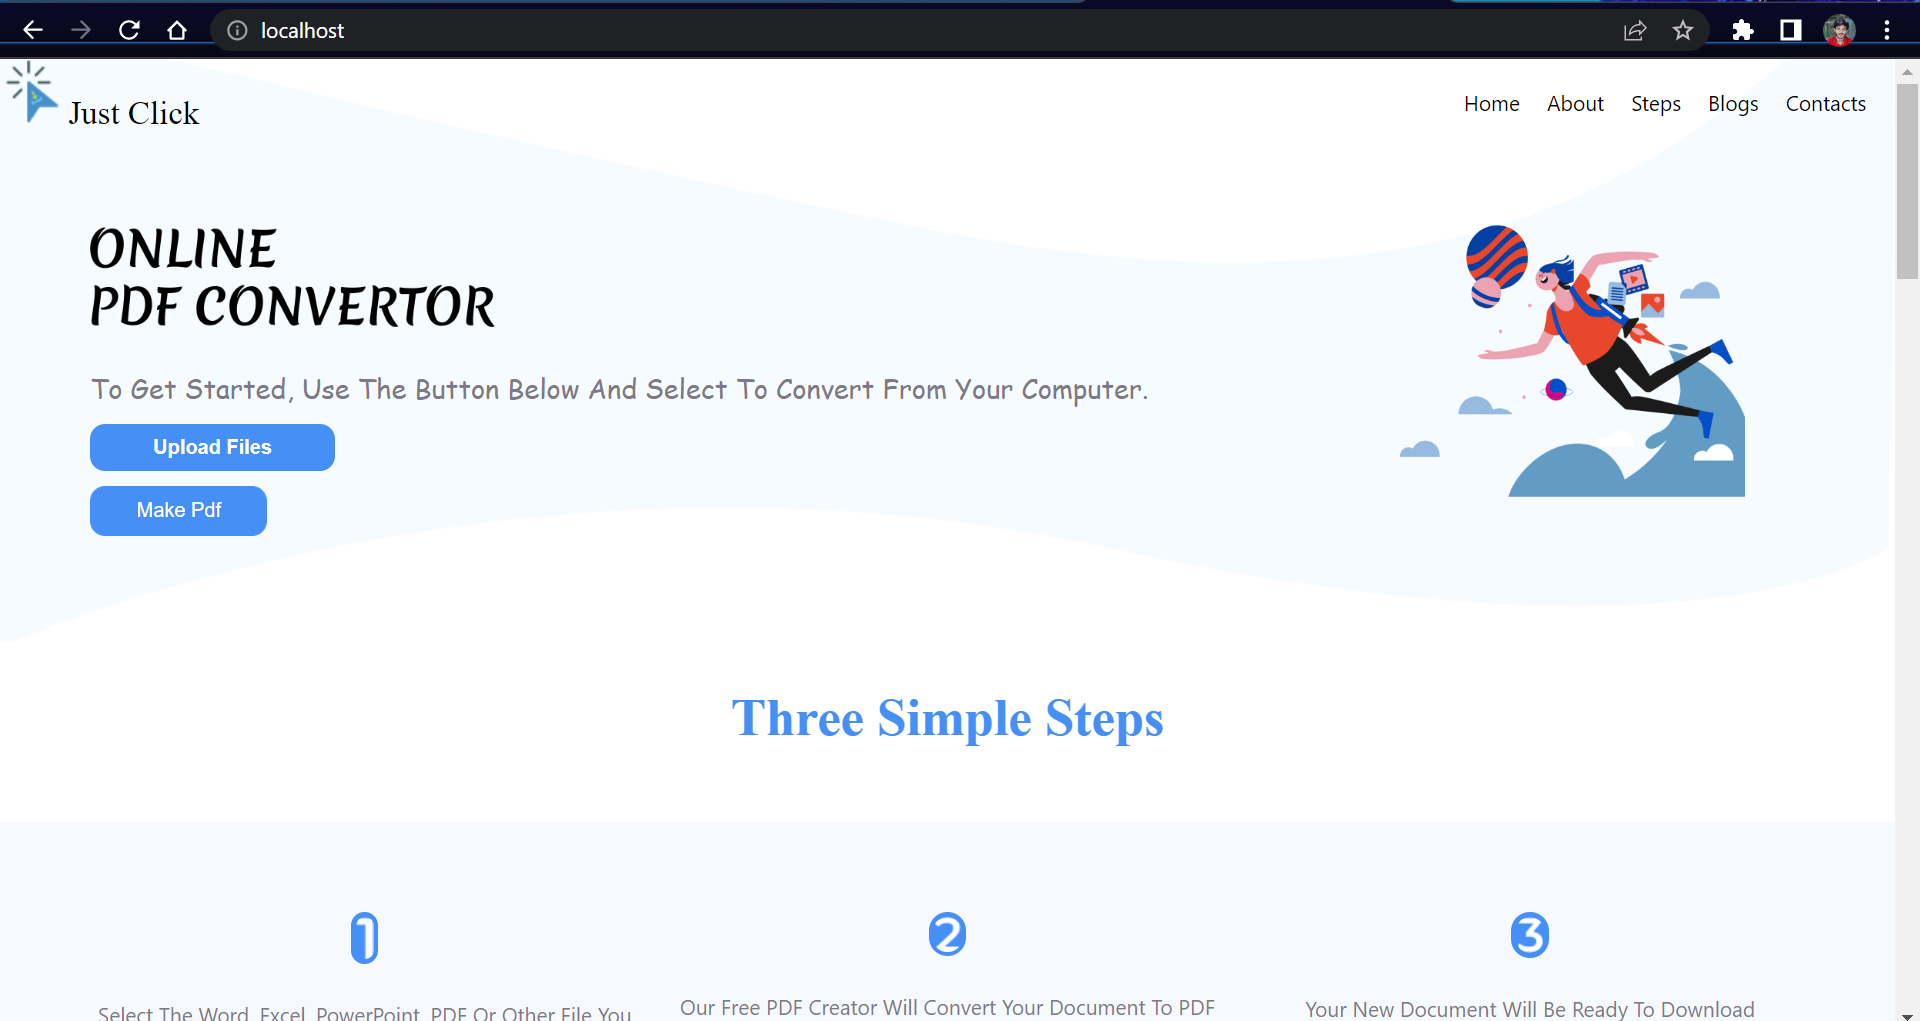 localhost
Just Click
Home About Steps Blogs Contacts
ONLINE
PDF CONVERTOR
To Get Started, Use The Button Below And Select To Convert From Your Computer.
Upload Files
Make Pdf
Three Simple Steps
1 2 3
Select The Word, Excel, PowerPoint, PDF Or Other File You
Our Free PDF Creator Will Convert Your Document To PDF
Your New Document Will Be Ready To Download